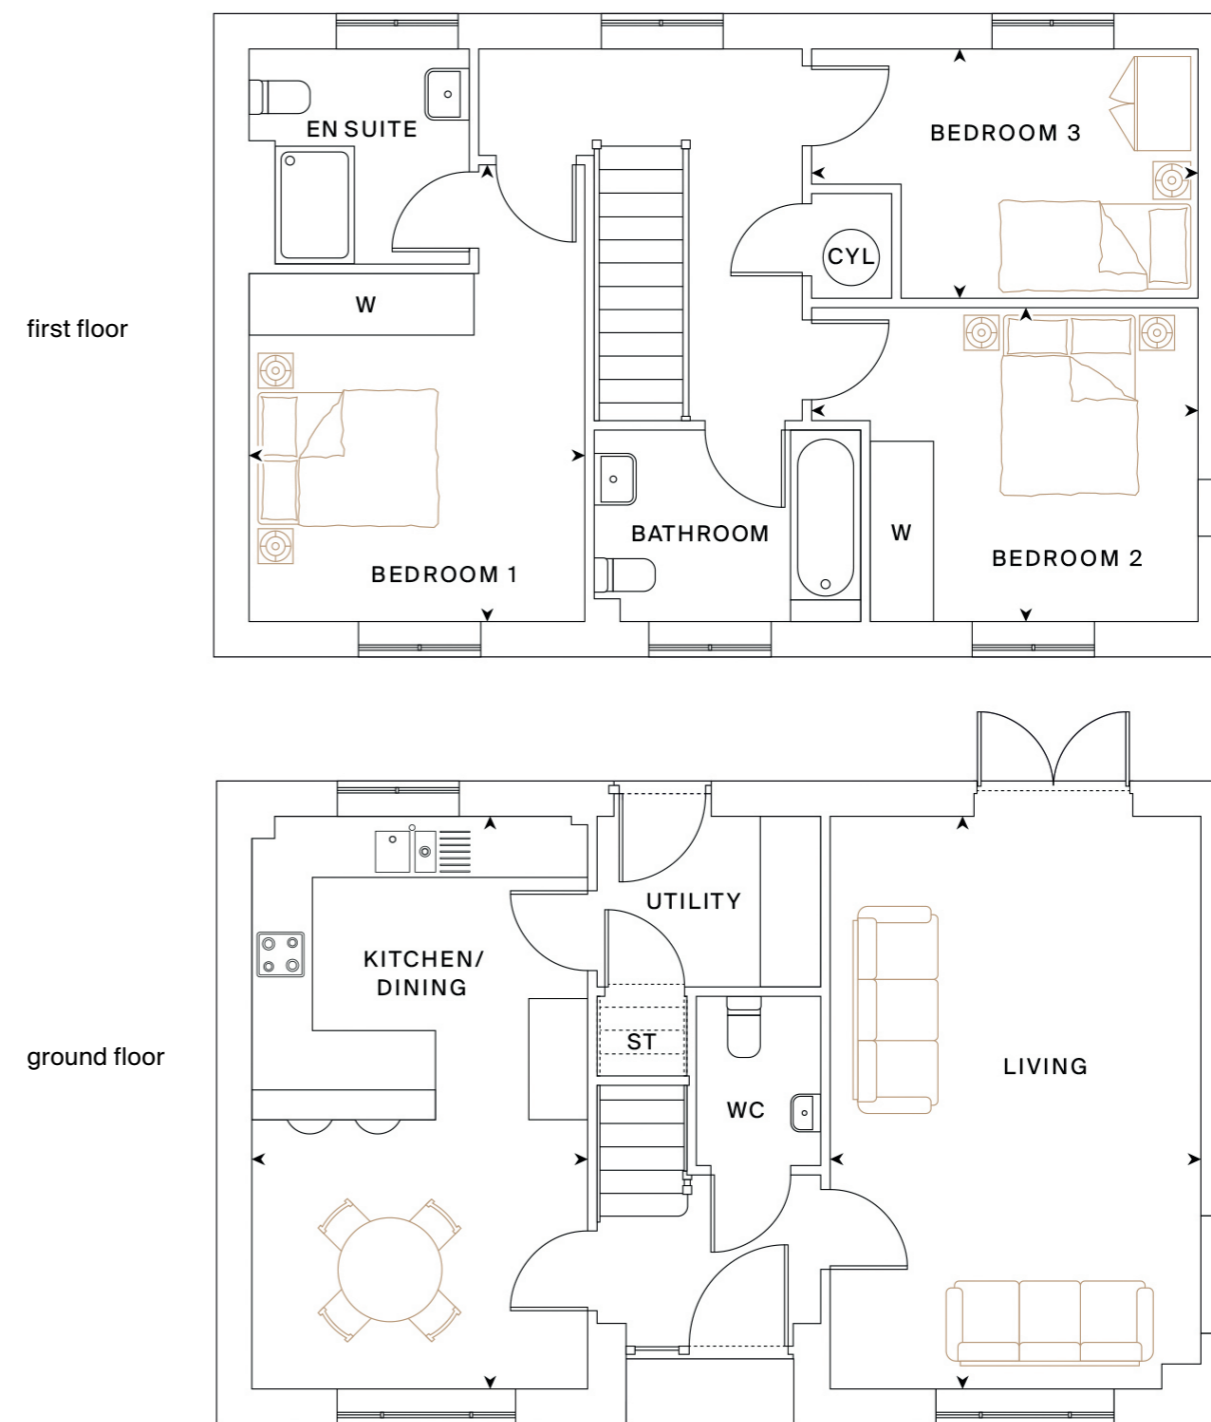 EN SUITE
BEDROOM 3
CYL
W
first floor
W
BATHROOM
BEDROOM 2
BEDROOM 1
UTILITY
KITCHEN/
DINING
ST
ground floor
LIVING
WC